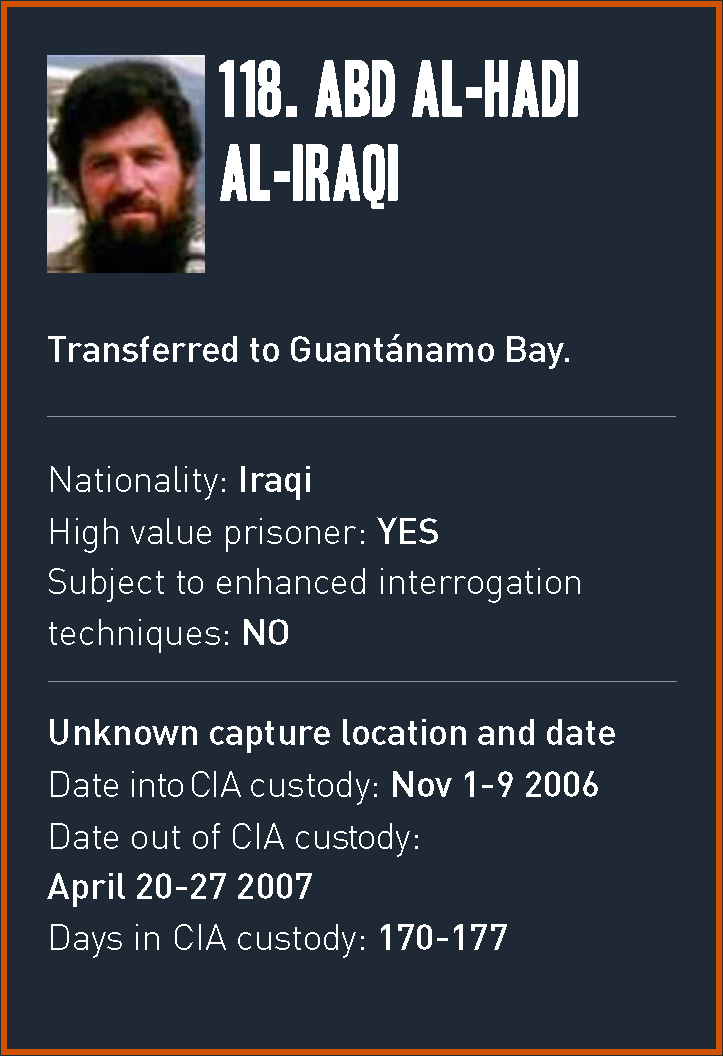 118. ABD AL-HADI
AL-IRAQI
Transferred to Guantánamo Bay.
Nationality: Iraqi
High value prisoner: YES
Subject to enhanced interrogation
techniques: NO
Unknown capture location and date
Date into CIA custody: Nov 1-9 2006
Date out of CIA custody:
April 20-27 2007
Days in CIA custody: 170-177